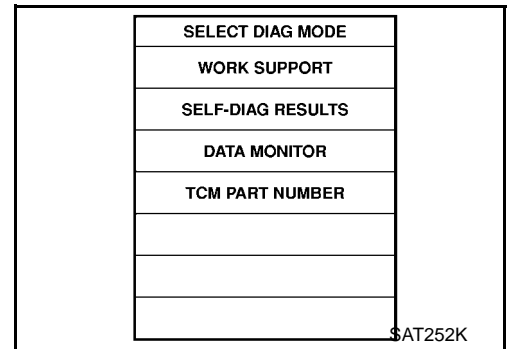 SELECT DIAG MODE
WORK SUPPORT
SELF-DIAG RESULTS
DATA MONITOR
TCM PART NUMBER
SAT252K